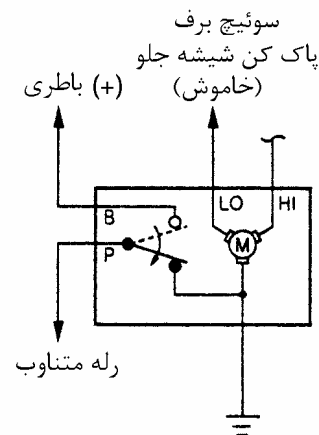 سوئیچ برف
پاک کن شیشه جلو
(خاموش)
باطری (+)
LO
HI
B
P
M
رله متناوب